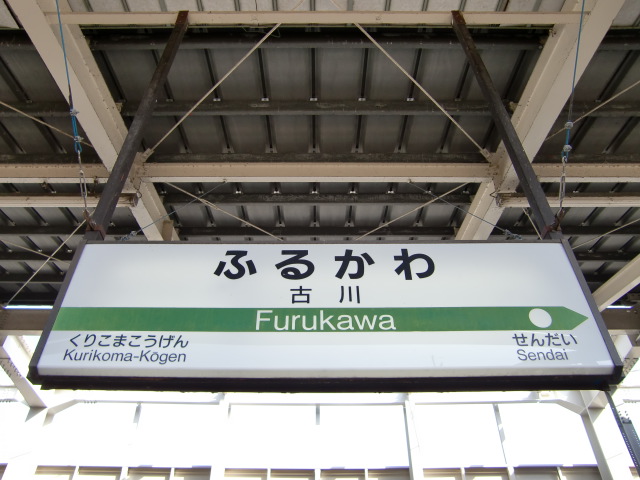 ふるかわ
古川
Furukawa
くりこまこうげん
Kurikoma-Kōgen
せんだい
Sendai